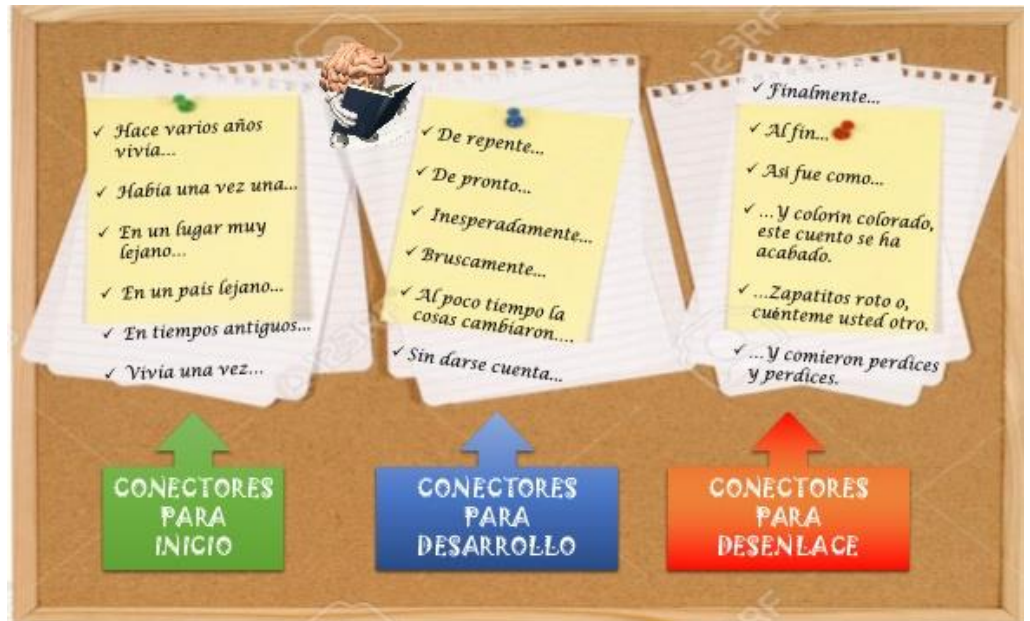 ✓ Hace varios años
vivía...
✓ Había una vez una...
✓ En un lugar muy
lejano...
✓ En un país lejano...
✓ En tiempos antiguos...
✓ Vivía una vez...
✓ De repente...
✓ De pronto...
✓ Inesperadamente...
✓ Bruscamente...
✓ Al poco tiempo la
cosas cambiaron....
✓ Sin darse cuenta...
✓ Finalmente...
✓ Al fin...
✓ Así fue como...
✓ ...Y colorín colorado,
este cuento se ha
acabado.
✓ ...Zapatitos roto o,
cuénteme usted otro.
✓ ...Y comieron perdices
y perdices.
CONECTORES
PARA
INICIO
CONECTORES
PARA
DESARROLLO
CONECTORES
PARA
DESENLACE
123RF